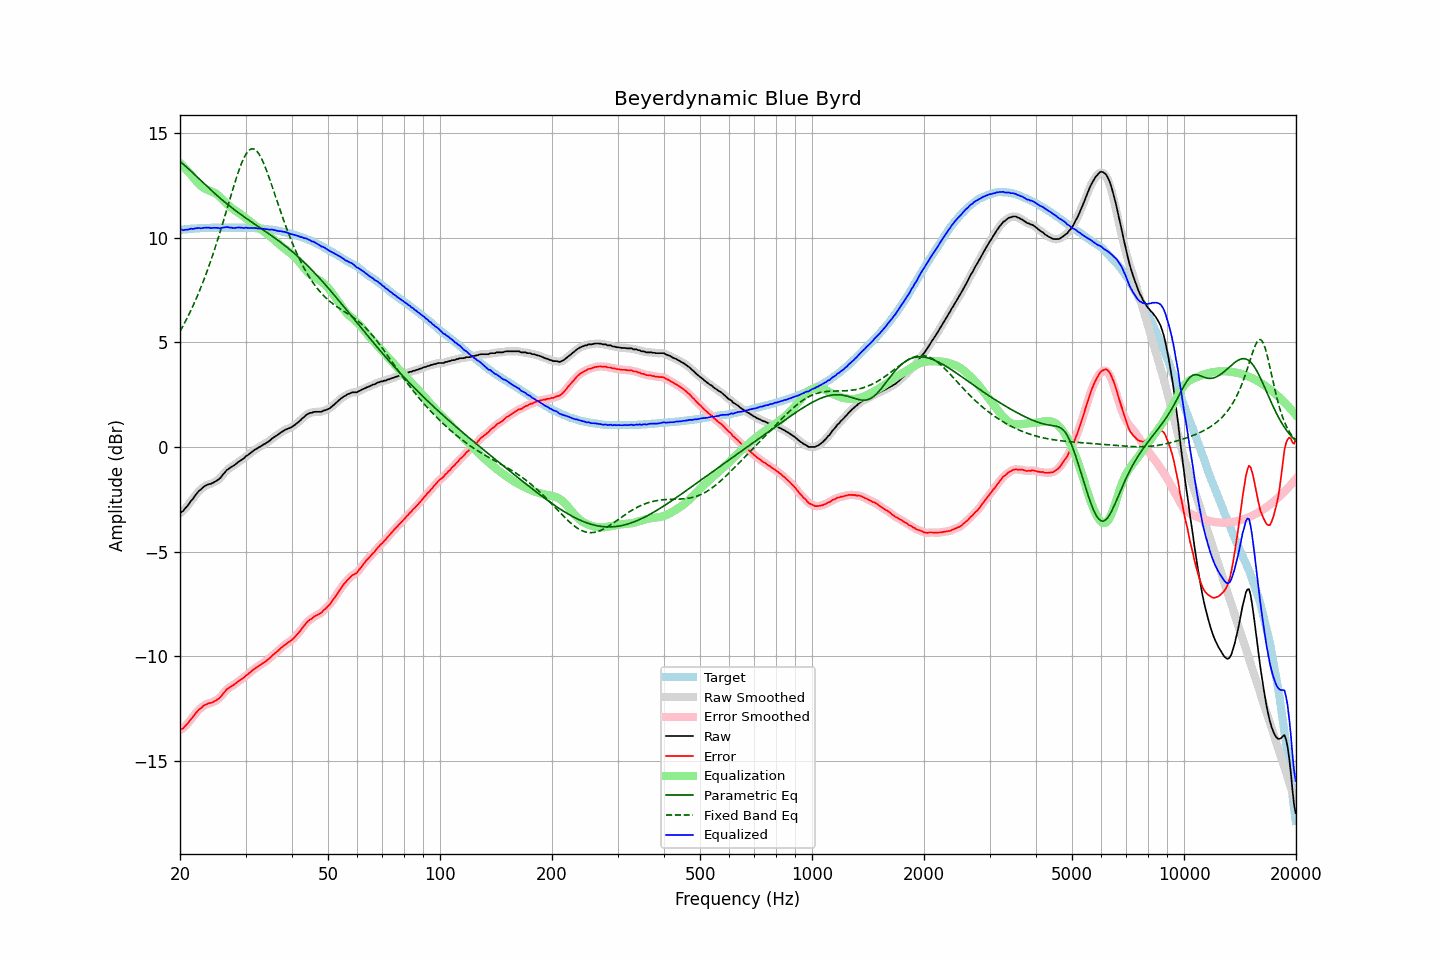 Beyerdynamic Blue Byrd
Amplitude (dBr)
15
10
5
0
−5
−10
−15
Target
Raw Smoothed
Error Smoothed
Raw
Error
Equalization
Parametric Eq
Fixed Band Eq
Equalized
20 50 100 200 500 1000 2000 5000 10000 20000
Frequency (Hz)